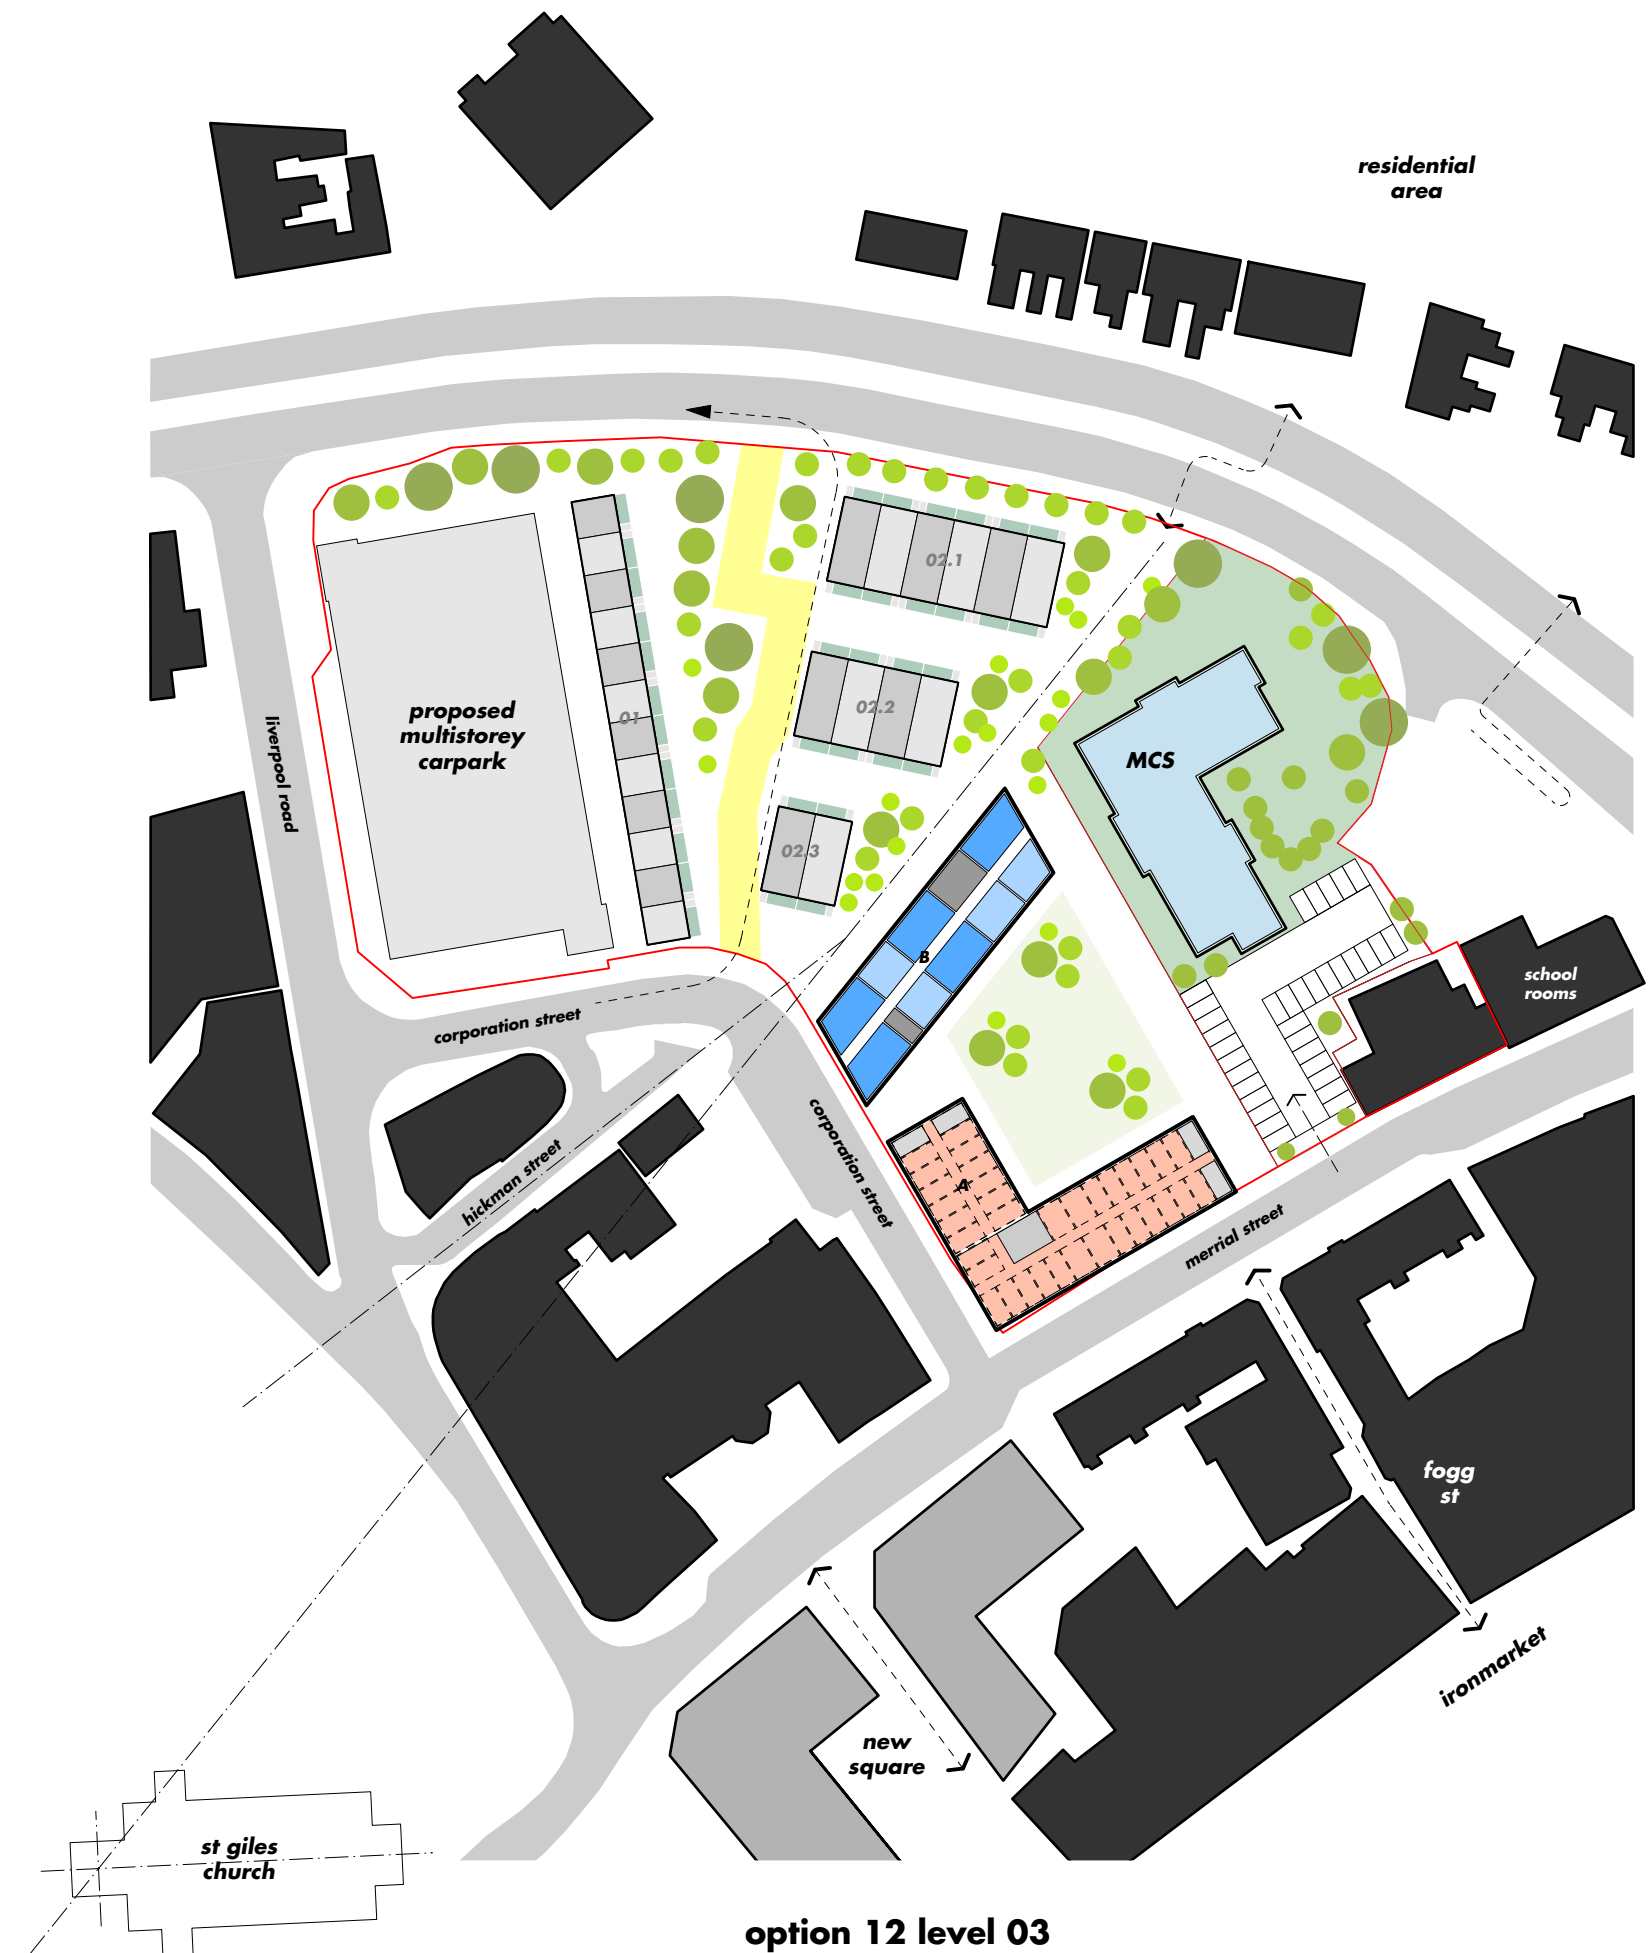 residential
area
02.1
02.2
02.3
01
proposed
multistorey
carpark
liverpool road
MCS
B
school
rooms
corporation street
hickman street
corporation street
A
merrial street
fogg
st
ironmarket
new
square
st giles
church
option 12 level 03